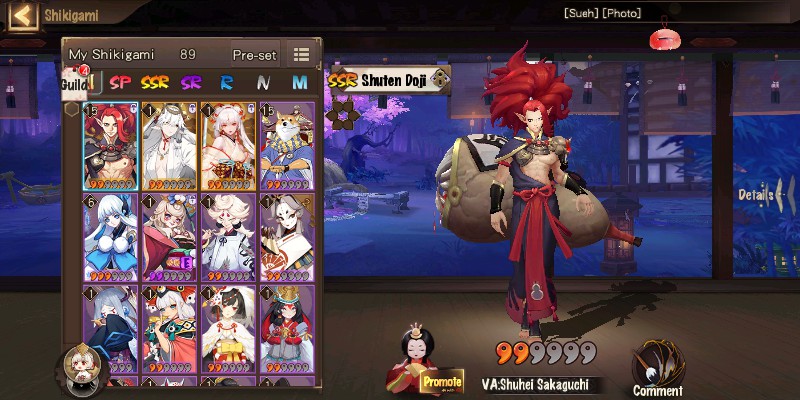 Shikigami
[Sueh] [Photo]
My Shikigami 89 Pre-set
Guild SP SSR SR R N M
SSR Shuten Doji
15 1 1 15
6 1 1 1
1 1 1 1
Details
Promote
VA:Shuhei Sakaguchi
Comment